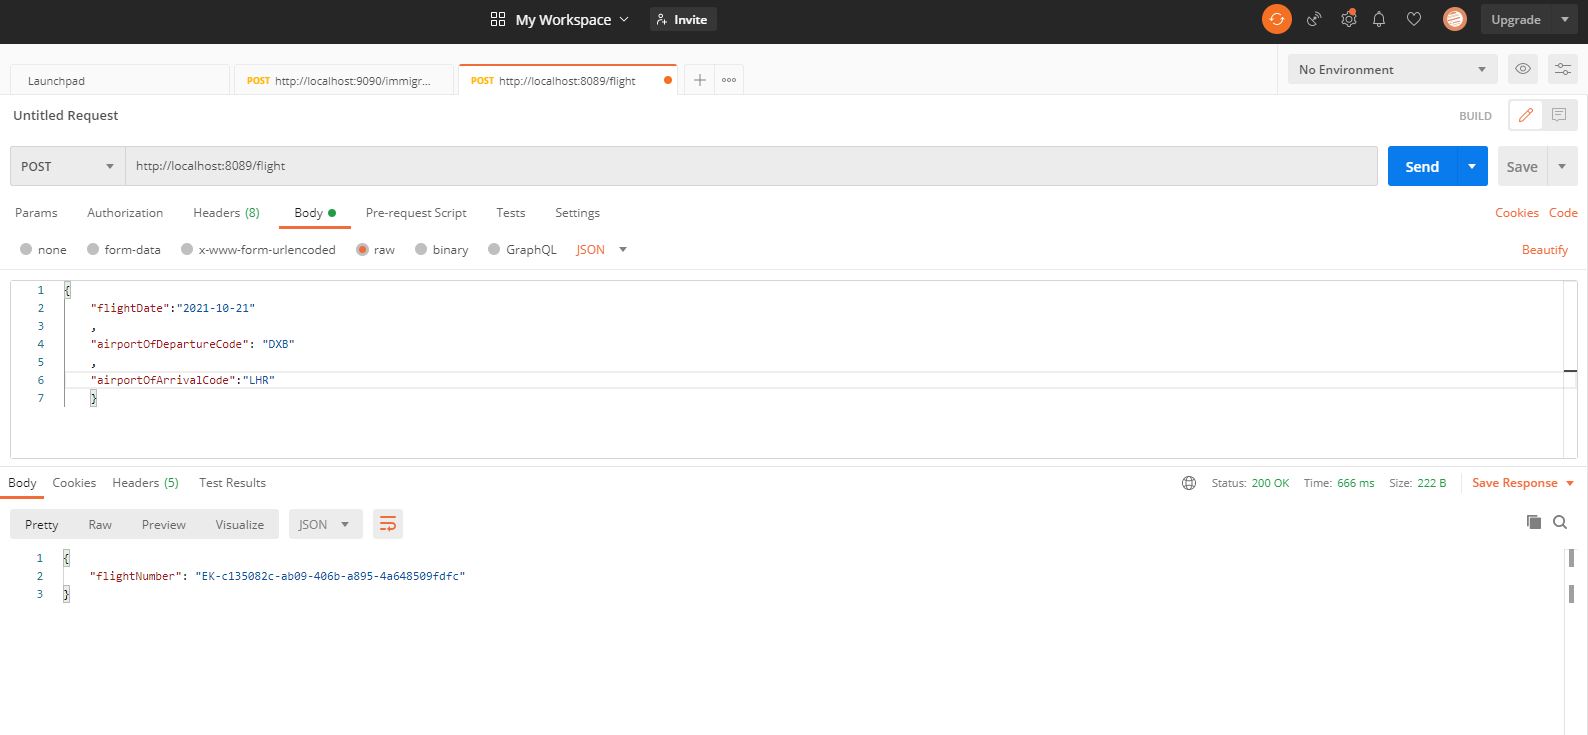 My Workspace Invite Upgrade
Launchpad POST http://localhost:9090/immigr... POST http://localhost:8089/flight No Environment
Untitled Request BUILD
POST http://localhost:8089/flight Send Save
Params Authorization Headers (8) Body Pre-request Script Tests Settings Cookies Code
none form-data x-www-form-urlencoded raw binary GraphQL JSON Beautify
1 {
2 "flightDate":"2021-10-21"
3 ,
4 "airportOfDepartureCode": "DXB"
5 ,
6 "airportOfArrivalCode":"LHR"
7 }
Body Cookies Headers (5) Test Results Status: 200 OK Time: 666 ms Size: 222 B Save Response
Pretty Raw Preview Visualize JSON
1 {
2 "flightNumber": "EK-c135082c-ab09-406b-a895-4a648509fdfc"
3 }